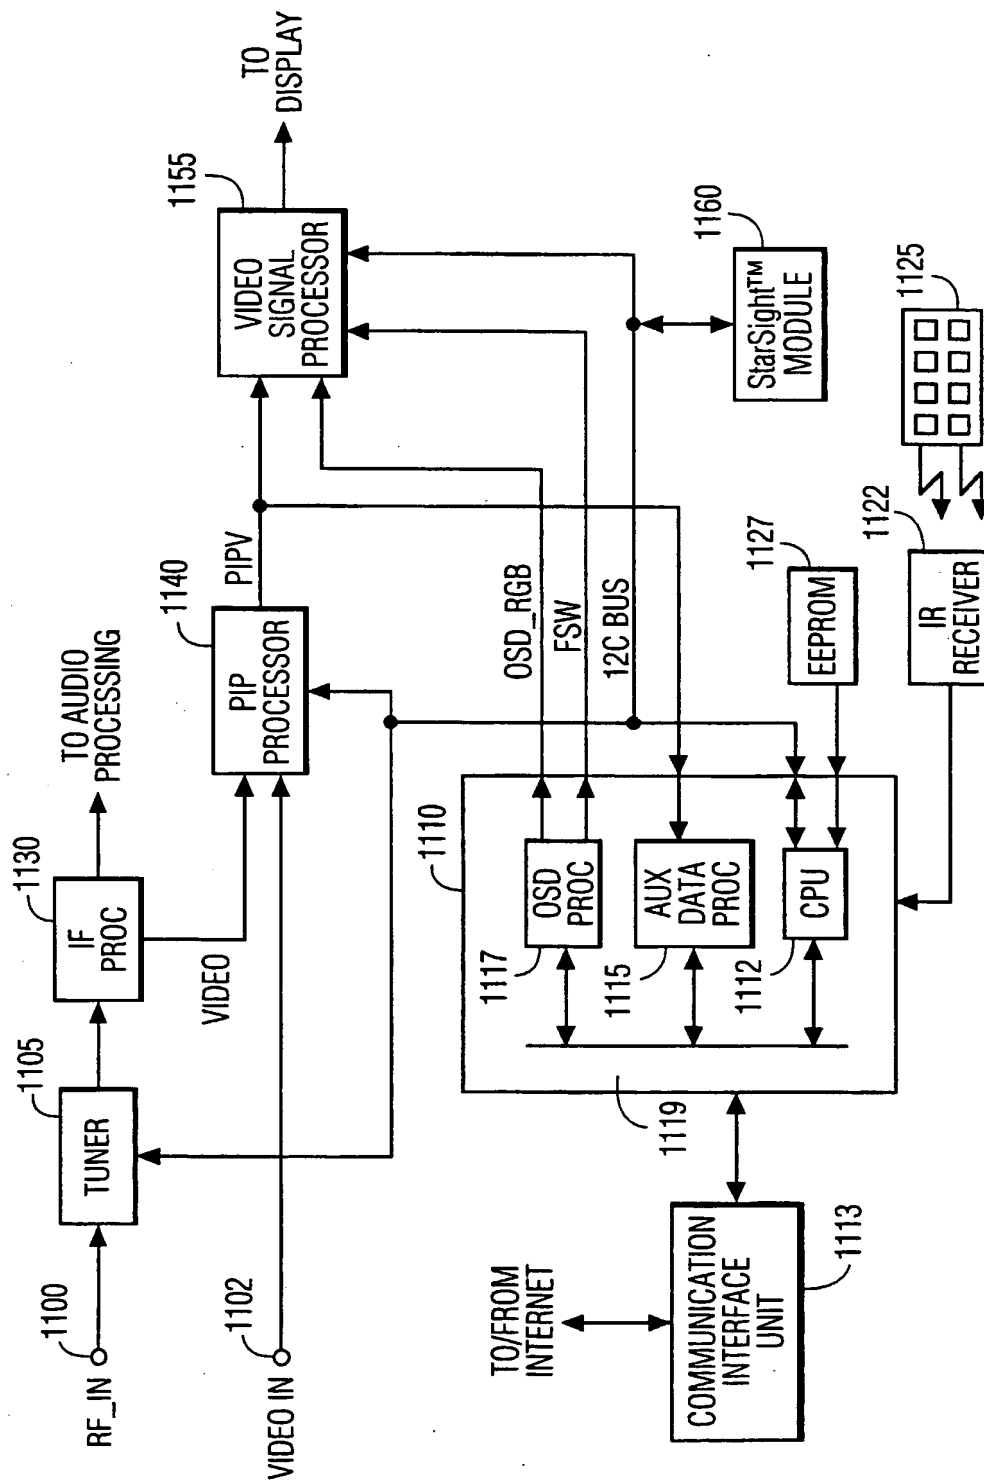 RF_IN
1100
TUNER
1105
IF
PROC
1130
TO AUDIO
PROCESSING
VIDEO
VIDEO IN
1102
PIP
PROCESSOR
1140
PIPV
VIDEO
SIGNAL
PROCESSOR
1155
TO
DISPLAY
OSD_RGB
FSW
12C BUS
StarSight™
MODULE
1160
1110
OSD
PROC
1117
AUX
DATA
PROC
1115
CPU
1112
1119
EEPROM
1127
IR
RECEIVER
1122
1125
TO/FROM
INTERNET
COMMUNICATION
INTERFACE
UNIT
1113